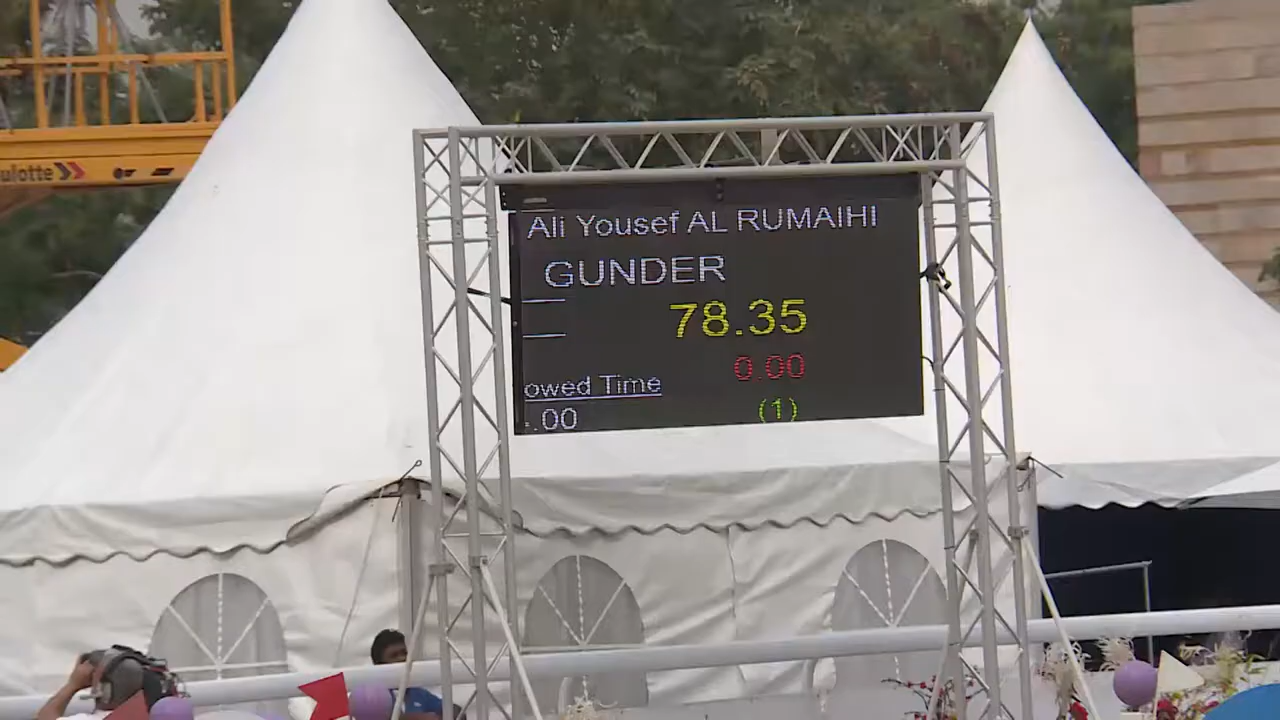 ulotte
Ali Yousef AL RUMAIHI
GUNDER
78.35
0.00
owed Time
.00
(1)